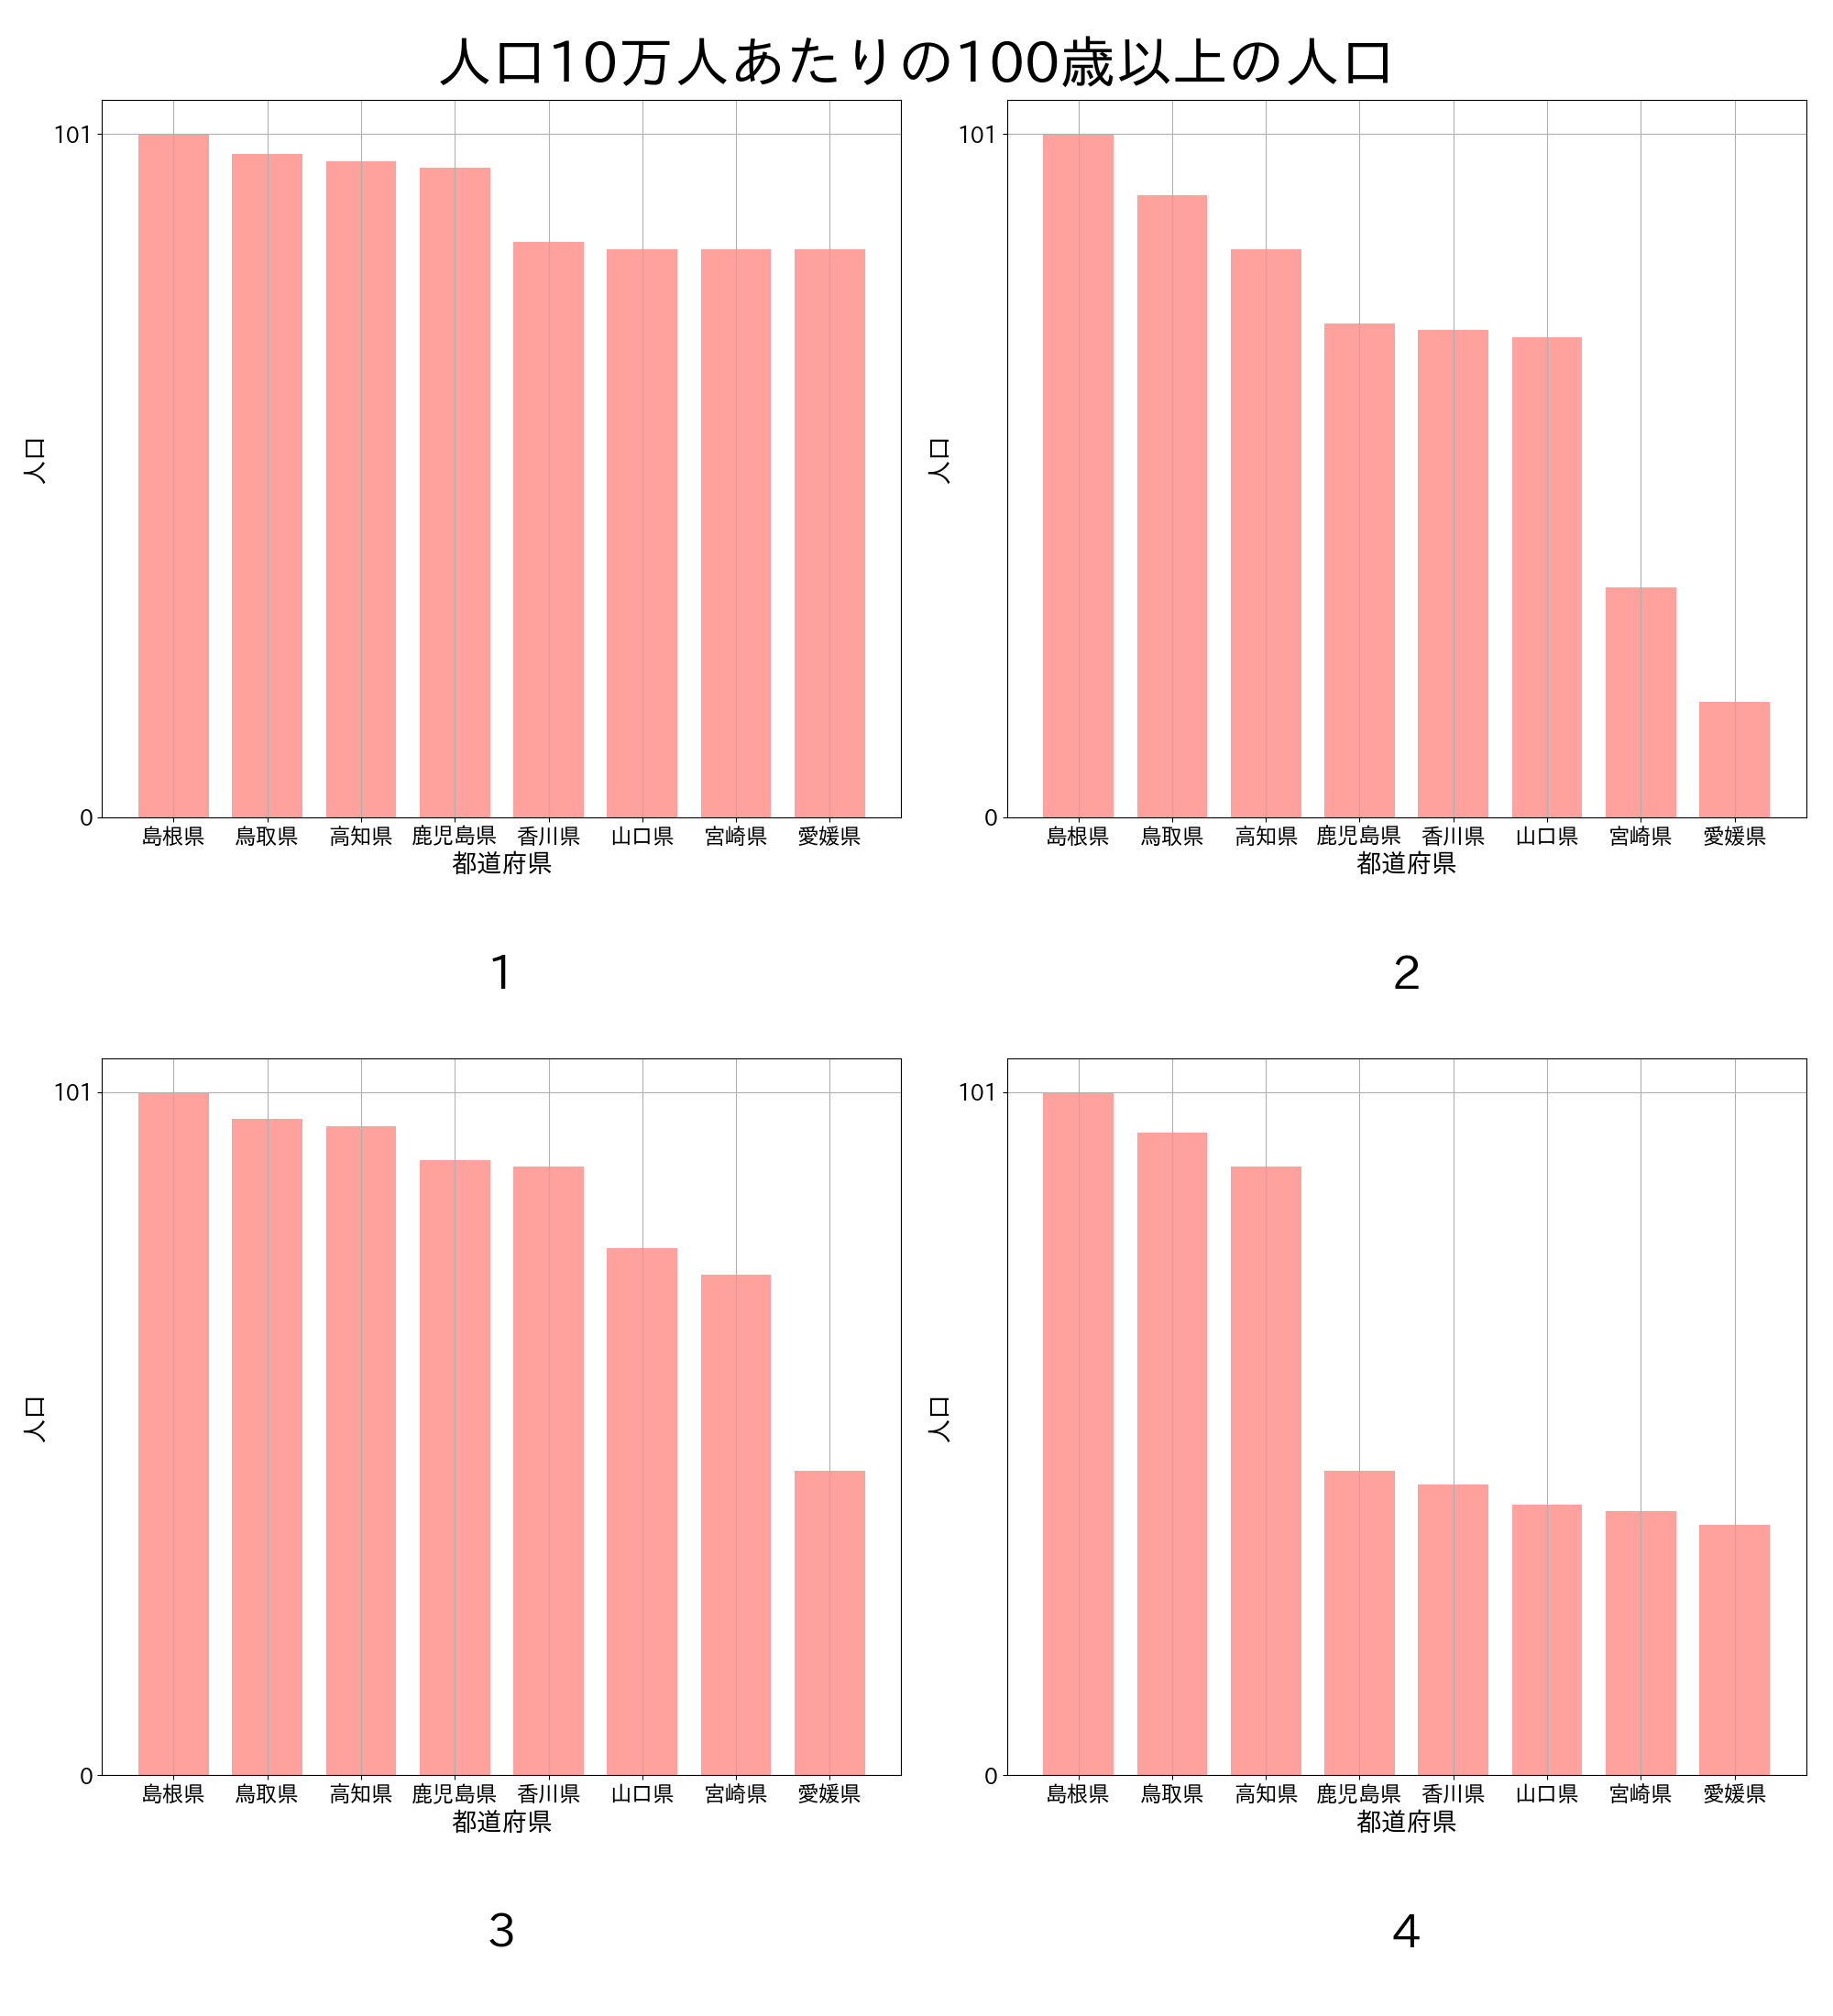 人口10万人あたりの100歳以上の人口
101
人口
0
島根県 鳥取県 高知県 鹿児島県 香川県 山口県 宮崎県 愛媛県
都道府県
1
101
人口
0
島根県 鳥取県 高知県 鹿児島県 香川県 山口県 宮崎県 愛媛県
都道府県
2
101
人口
0
島根県 鳥取県 高知県 鹿児島県 香川県 山口県 宮崎県 愛媛県
都道府県
3
101
人口
0
島根県 鳥取県 高知県 鹿児島県 香川県 山口県 宮崎県 愛媛県
都道府県
4